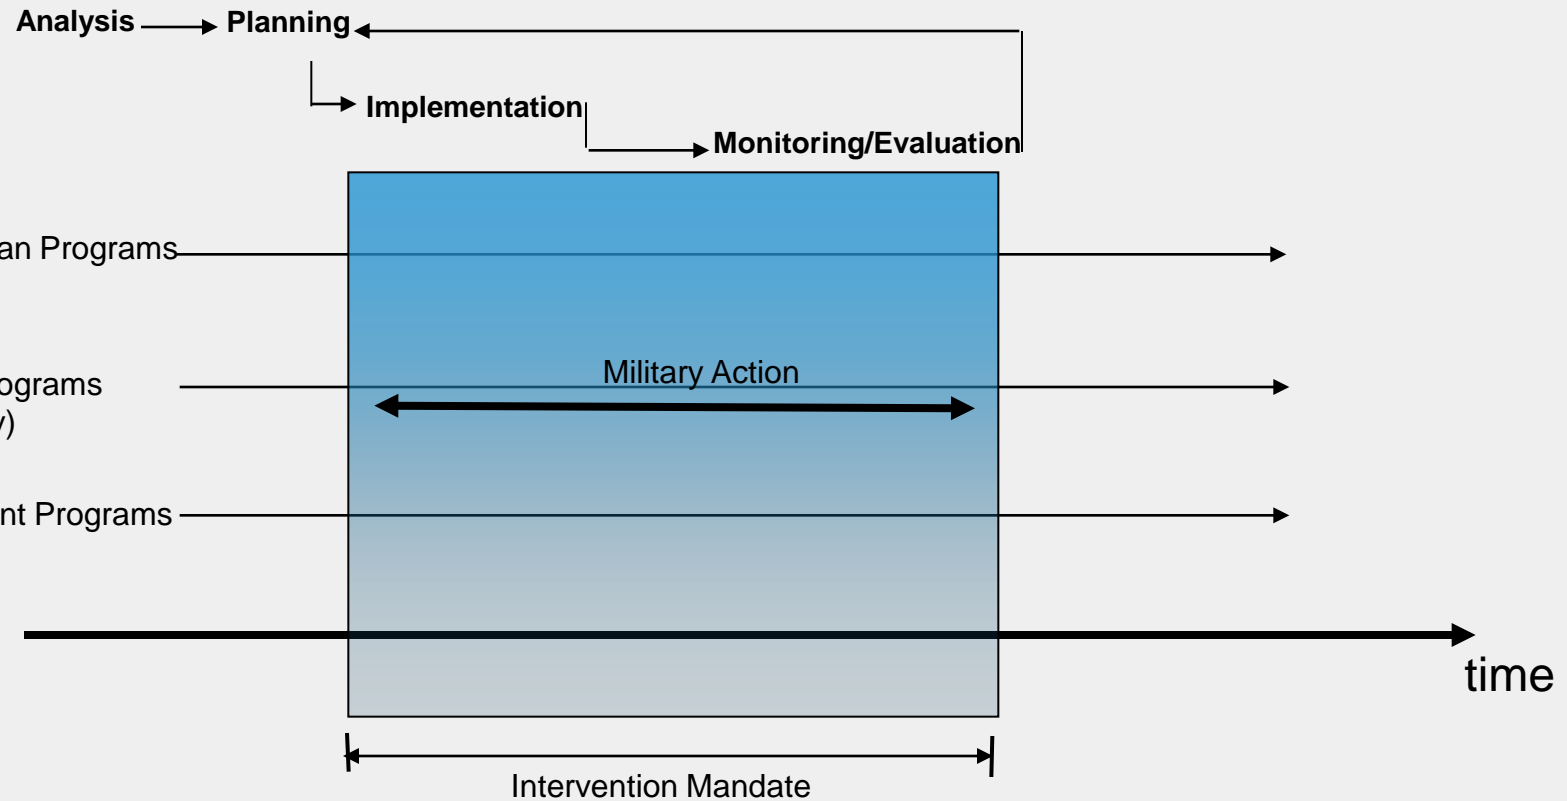 Analysis
Planning
Implementation
Monitoring/Evaluation
an Programs
Military Action
ograms
y)
nt Programs
time
Intervention Mandate